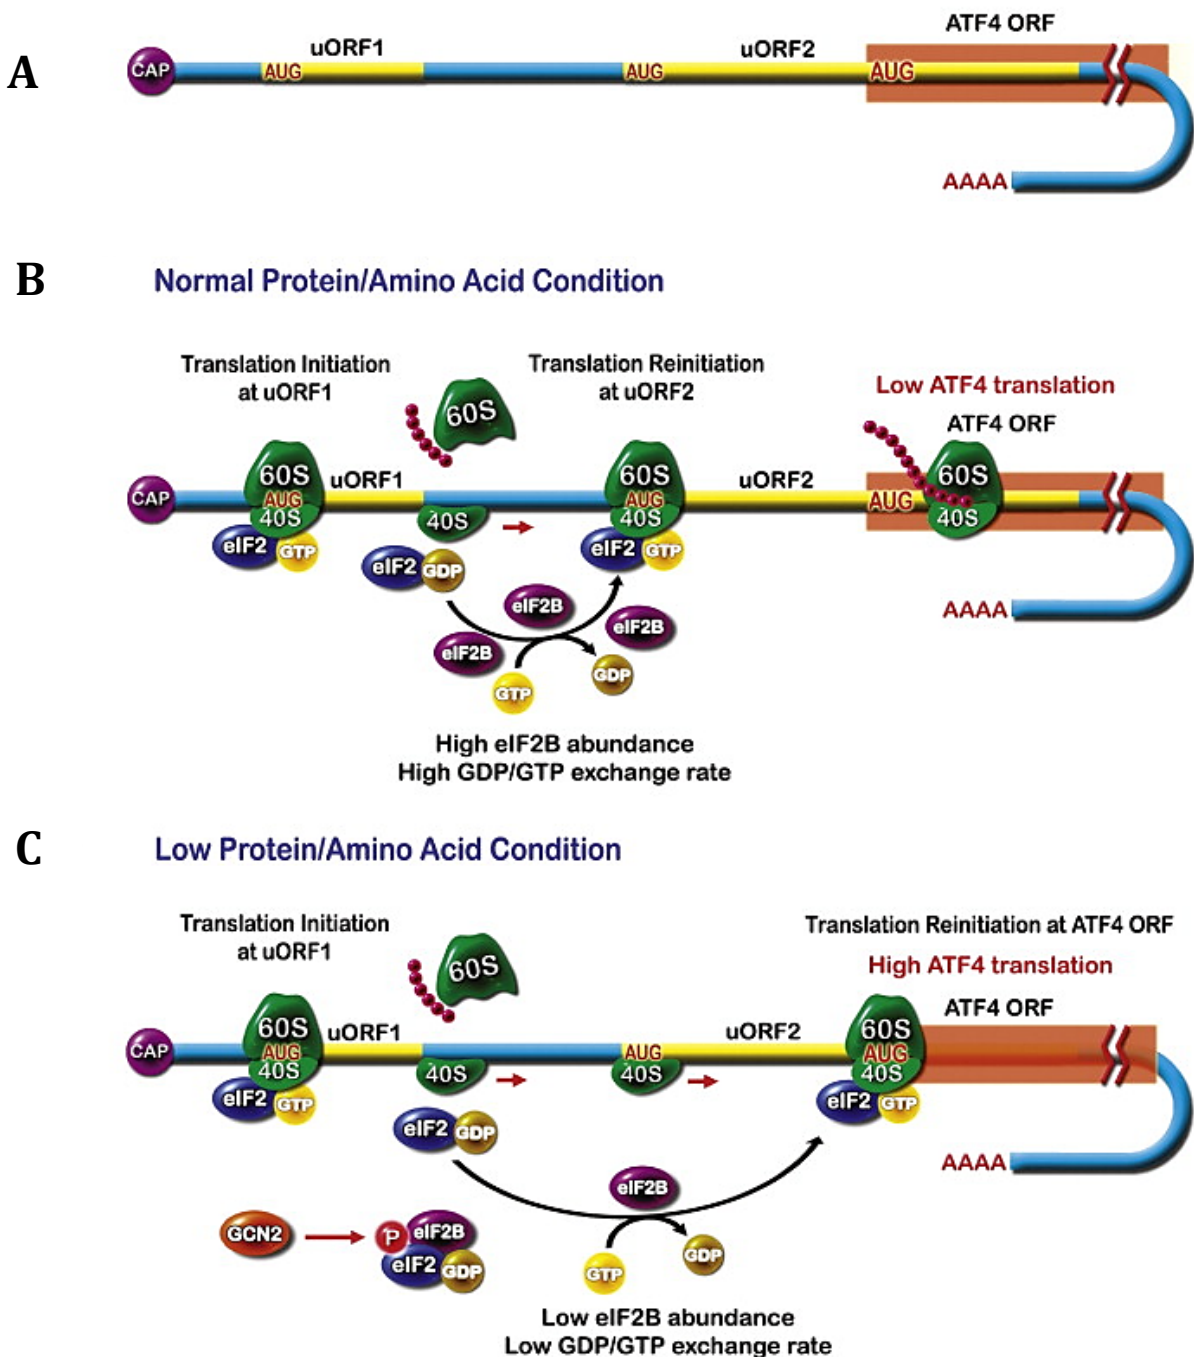 A
CAP
AUG
uORF1
AUG
uORF2
AUG
ATF4 ORF
AAAA
B
Normal Protein/Amino Acid Condition
Translation Initiation
at uORF1
60S
Translation Reinitiation
at uORF2
Low ATF4 translation
ATF4 ORF
CAP
60S
AUG
40S
eIF2
GTP
uORF1
40S
eIF2
GDP
60S
AUG
40S
eIF2
GTP
uORF2
AUG
60S
40S
AAAA
eIF2B
eIF2B
eIF2B
GTP
GDP
High eIF2B abundance
High GDP/GTP exchange rate
C
Low Protein/Amino Acid Condition
Translation Initiation
at uORF1
60S
Translation Reinitiation at ATF4 ORF
High ATF4 translation
ATF4 ORF
CAP
60S
AUG
40S
eIF2
GTP
uORF1
40S
eIF2
GDP
AUG
40S
uORF2
60S
AUG
40S
eIF2
GTP
AAAA
GCN2
P
eIF2B
eIF2
GDP
eIF2B
GTP
GDP
Low eIF2B abundance
Low GDP/GTP exchange rate